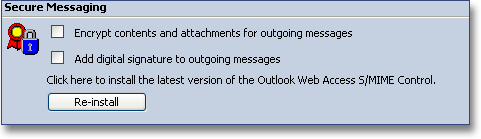 Secure Messaging
Encrypt contents and attachments for outgoing messages
Add digital signature to outgoing messages
Click here to install the latest version of the Outlook Web Access S/MIME Control.
Re-install